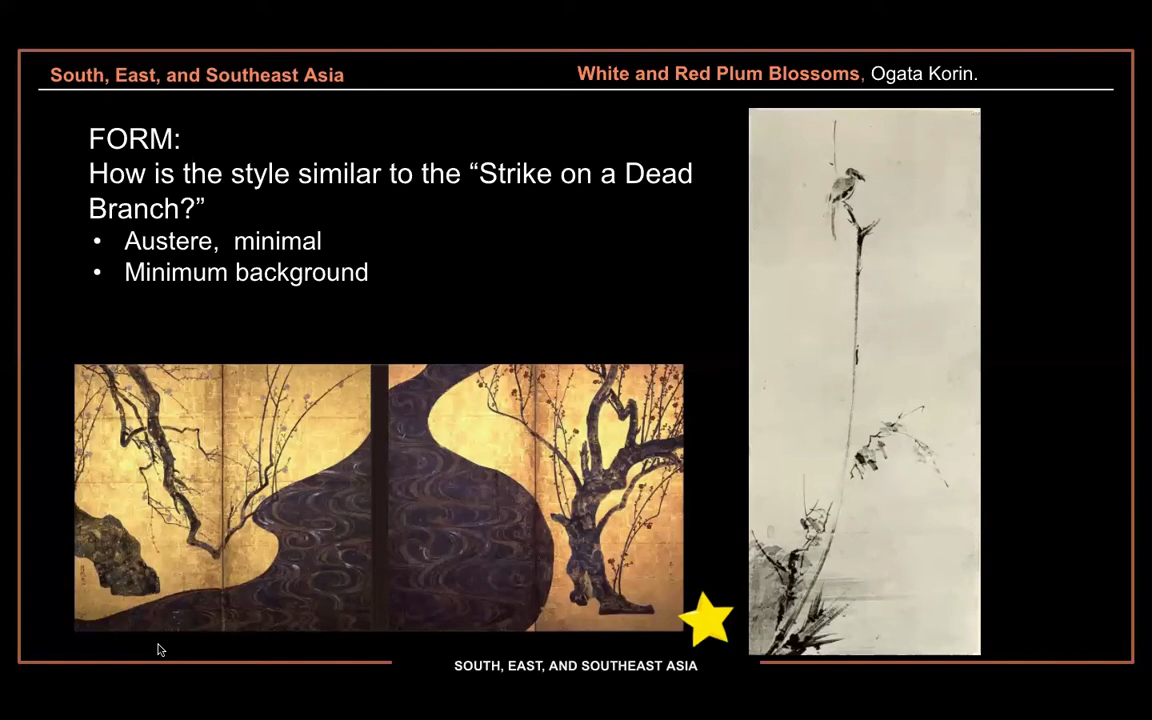 South, East, and Southeast Asia
White and Red Plum Blossoms, Ogata Korin.
FORM:
How is the style similar to the “Strike on a Dead
Branch?”
• Austere,  minimal
• Minimum background
SOUTH, EAST, AND SOUTHEAST ASIA